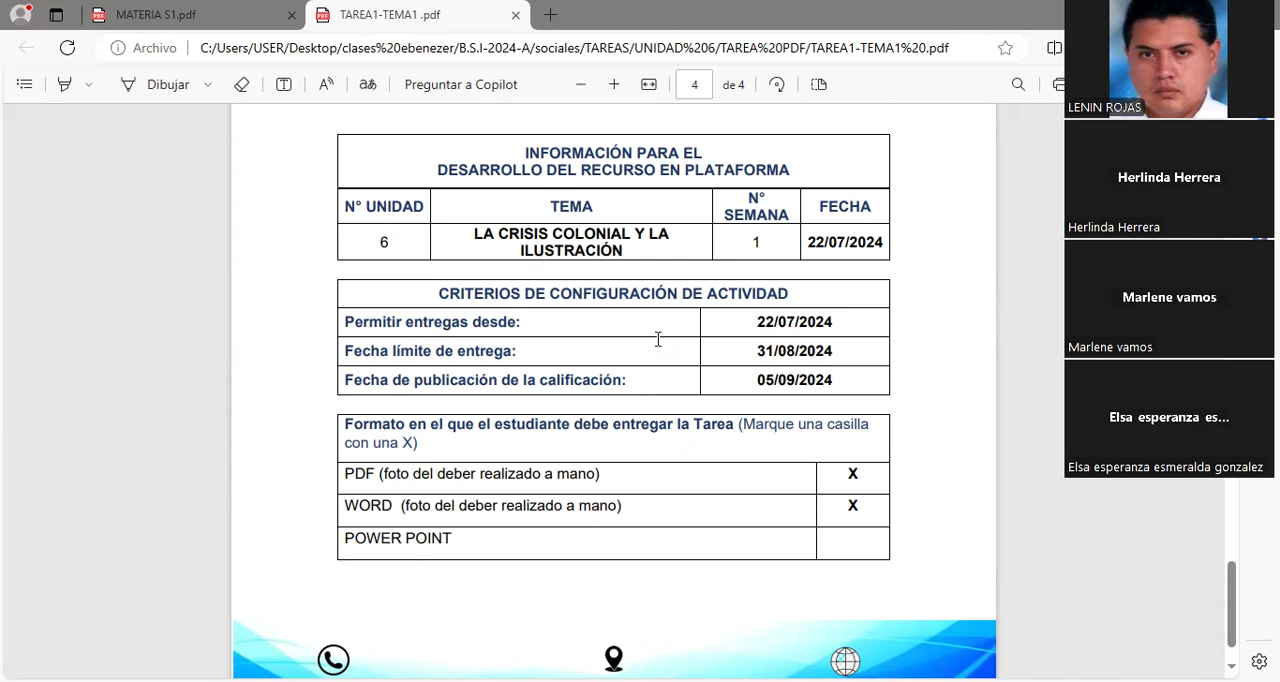 MATERIA S1.pdf
TAREA1-TEMA1 .pdf
Archivo
C:/Users/USER/Desktop/clases%20ebenezer/B.S.I-2024-A/sociales/TAREAS/UNIDAD%206/TAREA%20PDF/TAREA1-TEMA1%20.pdf
Dibujar
Preguntar a Copilot
4
de 4
INFORMACIÓN PARA EL
DESARROLLO DEL RECURSO EN PLATAFORMA
N° UNIDAD
TEMA
N°
SEMANA
FECHA
6
LA CRISIS COLONIAL Y LA
ILUSTRACIÓN
1
22/07/2024
CRITERIOS DE CONFIGURACIÓN DE ACTIVIDAD
Permitir entregas desde: 22/07/2024
Fecha límite de entrega: 31/08/2024
Fecha de publicación de la calificación: 05/09/2024
Formato en el que el estudiante debe entregar la Tarea (Marque una casilla
con una X)
PDF (foto del deber realizado a mano) X
WORD (foto del deber realizado a mano) X
POWER POINT
LENIN ROJAS
Herlinda Herrera
Herlinda Herrera
Marlene vamos
Marlene vamos
Elsa esperanza es...
Elsa esperanza esmeralda gonzalez